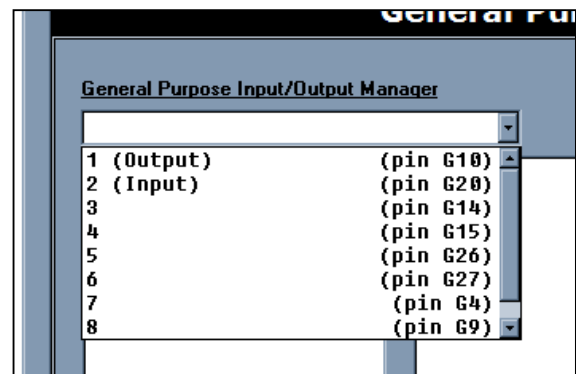 General Pur
General Purpose Input/Output Manager
1 (Output) (pin G10)
2 (Input) (pin G20)
3 (pin G14)
4 (pin G15)
5 (pin G26)
6 (pin G27)
7 (pin G4)
8 (pin G9)